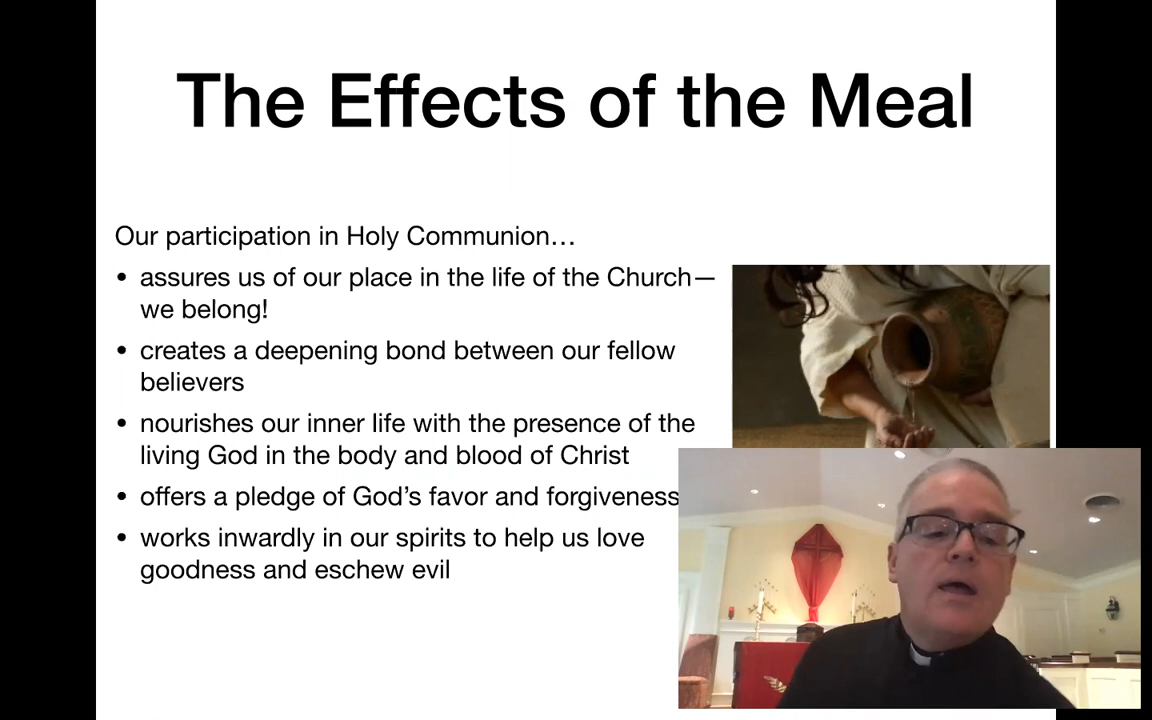 The Effects of the Meal
Our participation in Holy Communion…
• assures us of our place in the life of the Church—
we belong!
• creates a deepening bond between our fellow
believers
• nourishes our inner life with the presence of the
living God in the body and blood of Christ
• offers a pledge of God’s favor and forgiveness
• works inwardly in our spirits to help us love
goodness and eschew evil